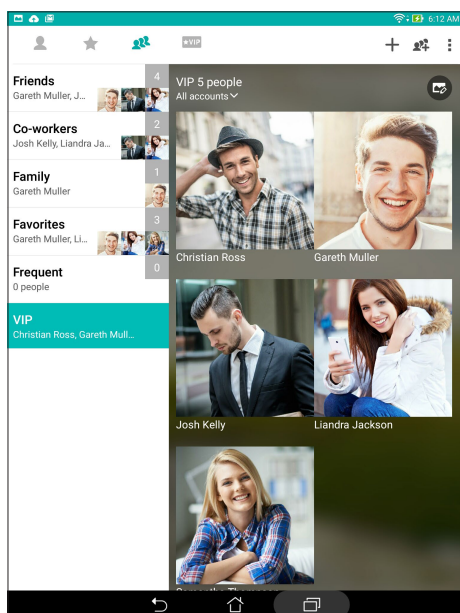 6:12 AM
★VIP
Friends
4
Gareth Muller, J...
Co-workers
2
Josh Kelly, Liandra Ja...
Family
1
Gareth Muller
Favorites
3
Gareth Muller, Li...
Frequent
0
0 people
VIP
Christian Ross, Gareth Mull...
VIP 5 people
All accounts
Christian Ross
Gareth Muller
Josh Kelly
Liandra Jackson